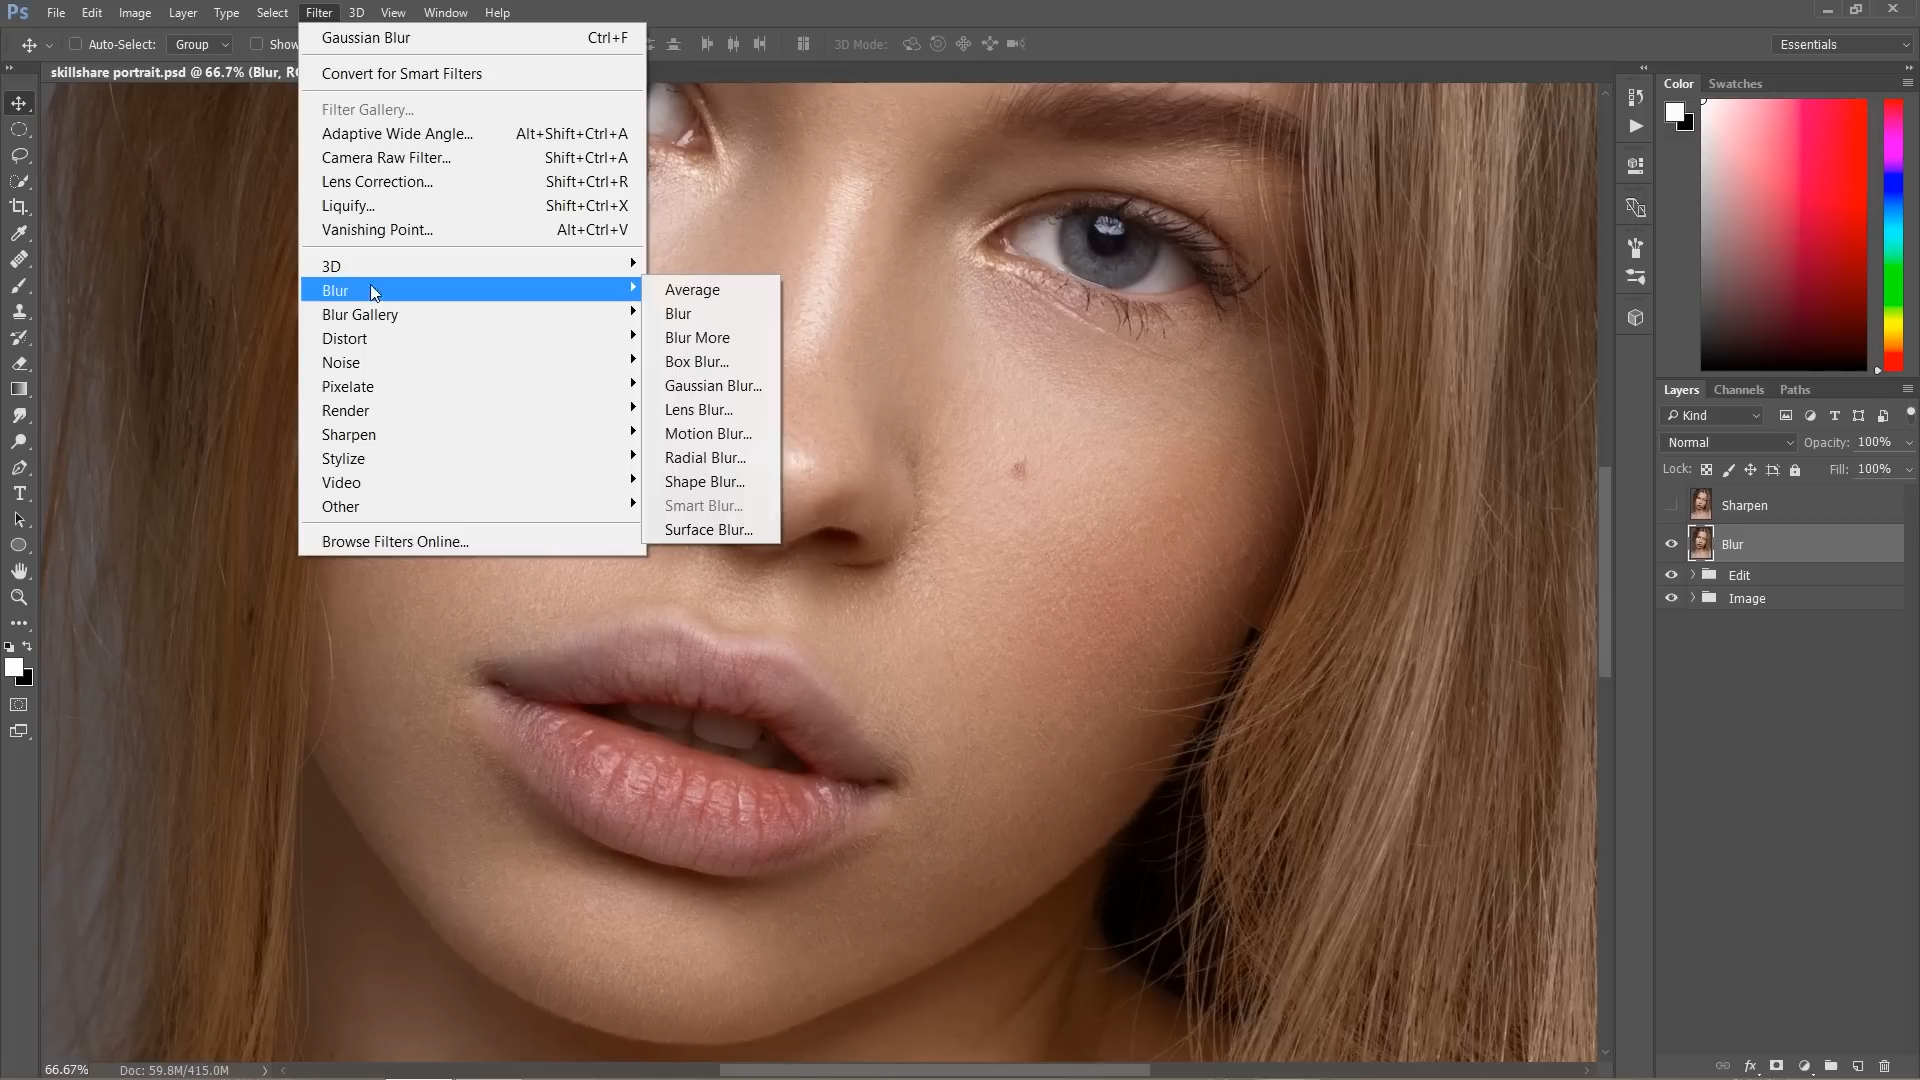 Ps File Edit Image Layer Type Select Filter 3D View Window Help
Auto-Select: Group Show 3D Mode: Essentials
skillshare portrait.psd @ 66.7% (Blur, R
Gaussian Blur Ctrl+F
Convert for Smart Filters
Filter Gallery...
Adaptive Wide Angle... Alt+Shift+Ctrl+A
Camera Raw Filter... Shift+Ctrl+A
Lens Correction... Shift+Ctrl+R
Liquify... Shift+Ctrl+X
Vanishing Point... Alt+Ctrl+V
3D
Blur
Blur Gallery
Distort
Noise
Pixelate
Render
Sharpen
Stylize
Video
Other
Browse Filters Online...
Average
Blur
Blur More
Box Blur...
Gaussian Blur...
Lens Blur...
Motion Blur...
Radial Blur...
Shape Blur...
Smart Blur...
Surface Blur...
Color Swatches
Layers Channels Paths
Kind
Normal Opacity: 100%
Lock: Fill: 100%
Sharpen
Blur
Edit
Image
66.67% Doc: 59.8M/415.0M